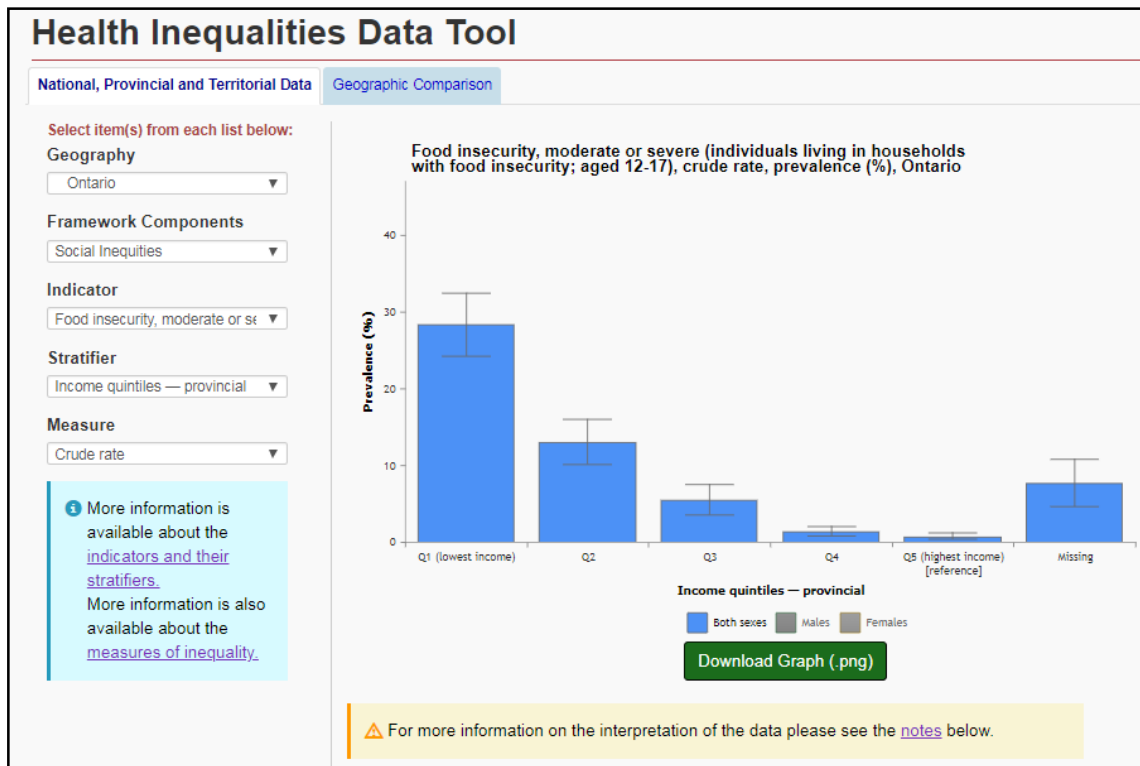 Health Inequalities Data Tool
National, Provincial and Territorial Data
Geographic Comparison
Select item(s) from each list below:
Geography
Ontario
Framework Components
Social Inequities
Indicator
Food insecurity, moderate or se
Stratifier
Income quintiles — provincial
Measure
Crude rate
More information is
available about the
indicators and their
stratifiers.
More information is also
available about the
measures of inequality.
Food insecurity, moderate or severe (individuals living in households
with food insecurity; aged 12-17), crude rate, prevalence (%), Ontario
Prevalence (%)
40
30
20
10
0
Q1 (lowest income)
Q2
Q3
Q4
Q5 (highest income)
[reference]
Missing
Income quintiles — provincial
Both sexes
Males
Females
Download Graph (.png)
For more information on the interpretation of the data please see the notes below.